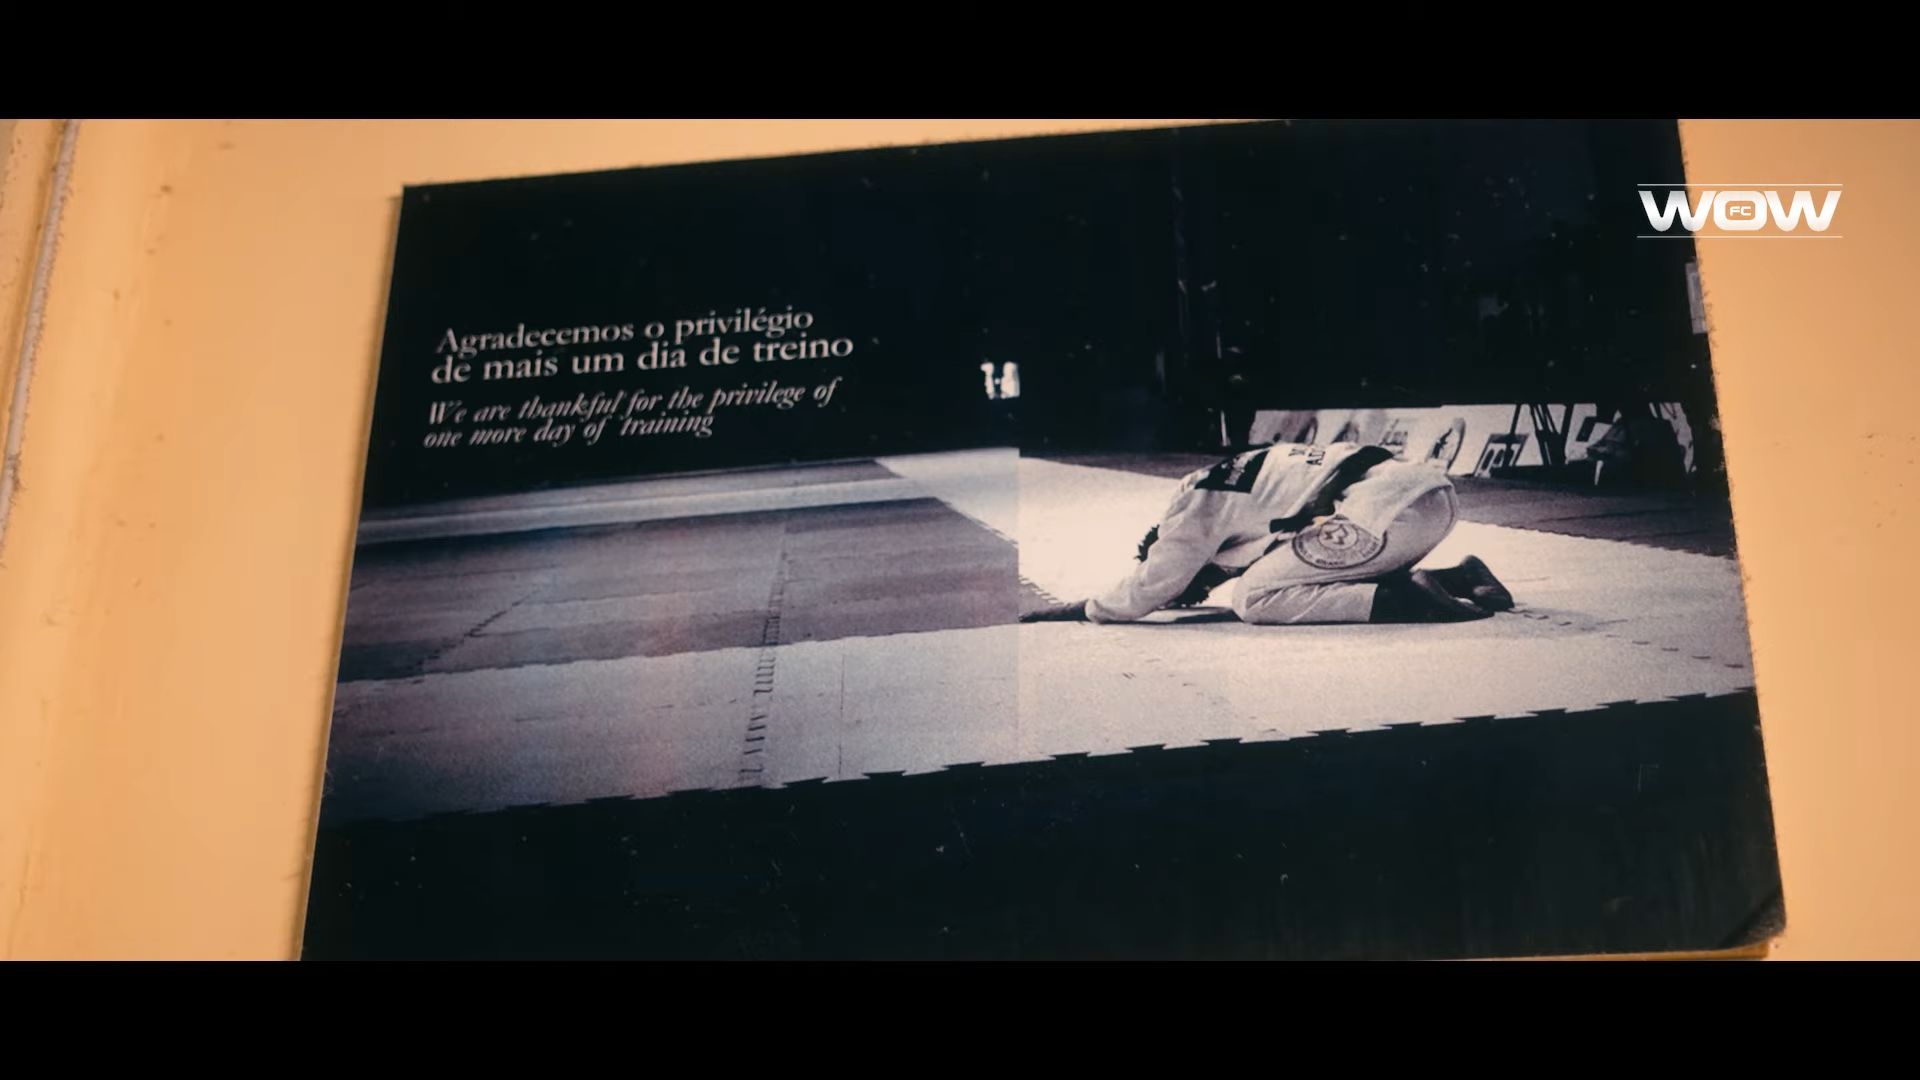 WOW
FC
Agradecemos o privilégio
de mais um dia de treino
We are thankful for the privilege of
one more day of training